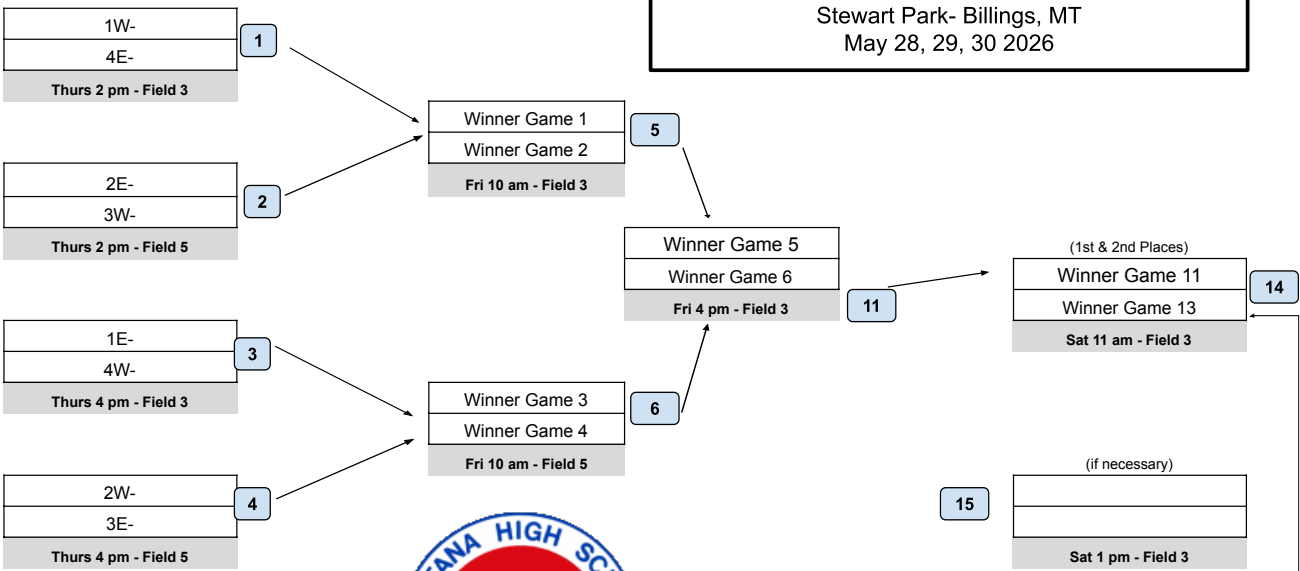 Stewart Park- Billings, MT
May 28, 29, 30 2026
1W-
4E-
1
Thurs 2 pm - Field 3
2E-
3W-
2
Thurs 2 pm - Field 5
1E-
4W-
3
Thurs 4 pm - Field 3
2W-
3E-
4
Thurs 4 pm - Field 5
Winner Game 1
Winner Game 2
5
Fri 10 am - Field 3
Winner Game 3
Winner Game 4
6
Fri 10 am - Field 5
Winner Game 5
Winner Game 6
11
Fri 4 pm - Field 3
(1st & 2nd Places)
Winner Game 11
Winner Game 13
14
Sat 11 am - Field 3
(if necessary)
15
Sat 1 pm - Field 3
HIGH